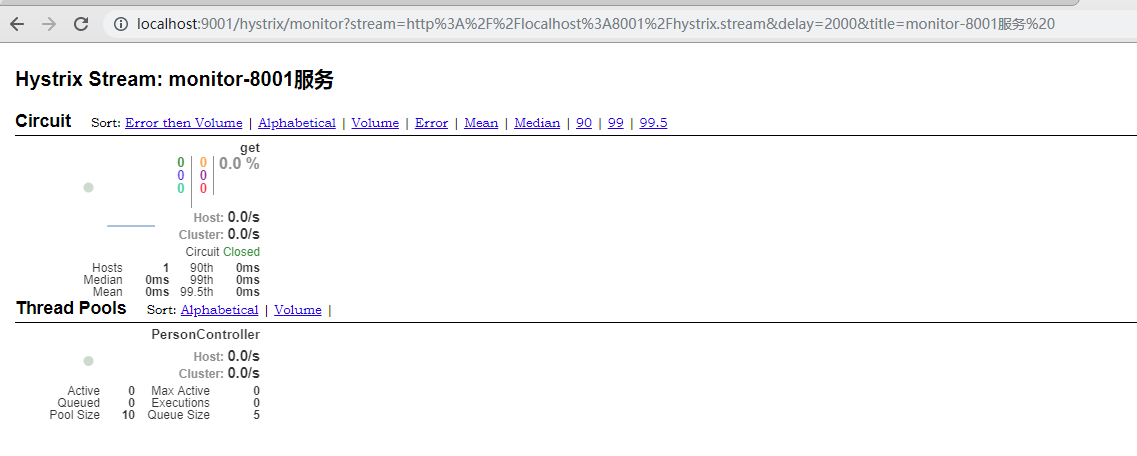 localhost:9001/hystrix/monitor?stream=http%3A%2F%2Flocalhost%3A8001%2Fhystrix.stream&delay=2000&title=monitor-8001服务%20
Hystrix Stream: monitor-8001服务
Circuit Sort: Error then Volume | Alphabetical | Volume | Error | Mean | Median | 90 | 99 | 99.5
get
0 0 0.0 %
0 0
0 0
Host: 0.0/s
Cluster: 0.0/s
Circuit Closed
Hosts 1 90th 0ms
Median 0ms 99th 0ms
Mean 0ms 99.5th 0ms
Thread Pools Sort: Alphabetical | Volume |
PersonController
Host: 0.0/s
Cluster: 0.0/s
Active 0 Max Active 0
Queued 0 Executions 0
Pool Size 10 Queue Size 5